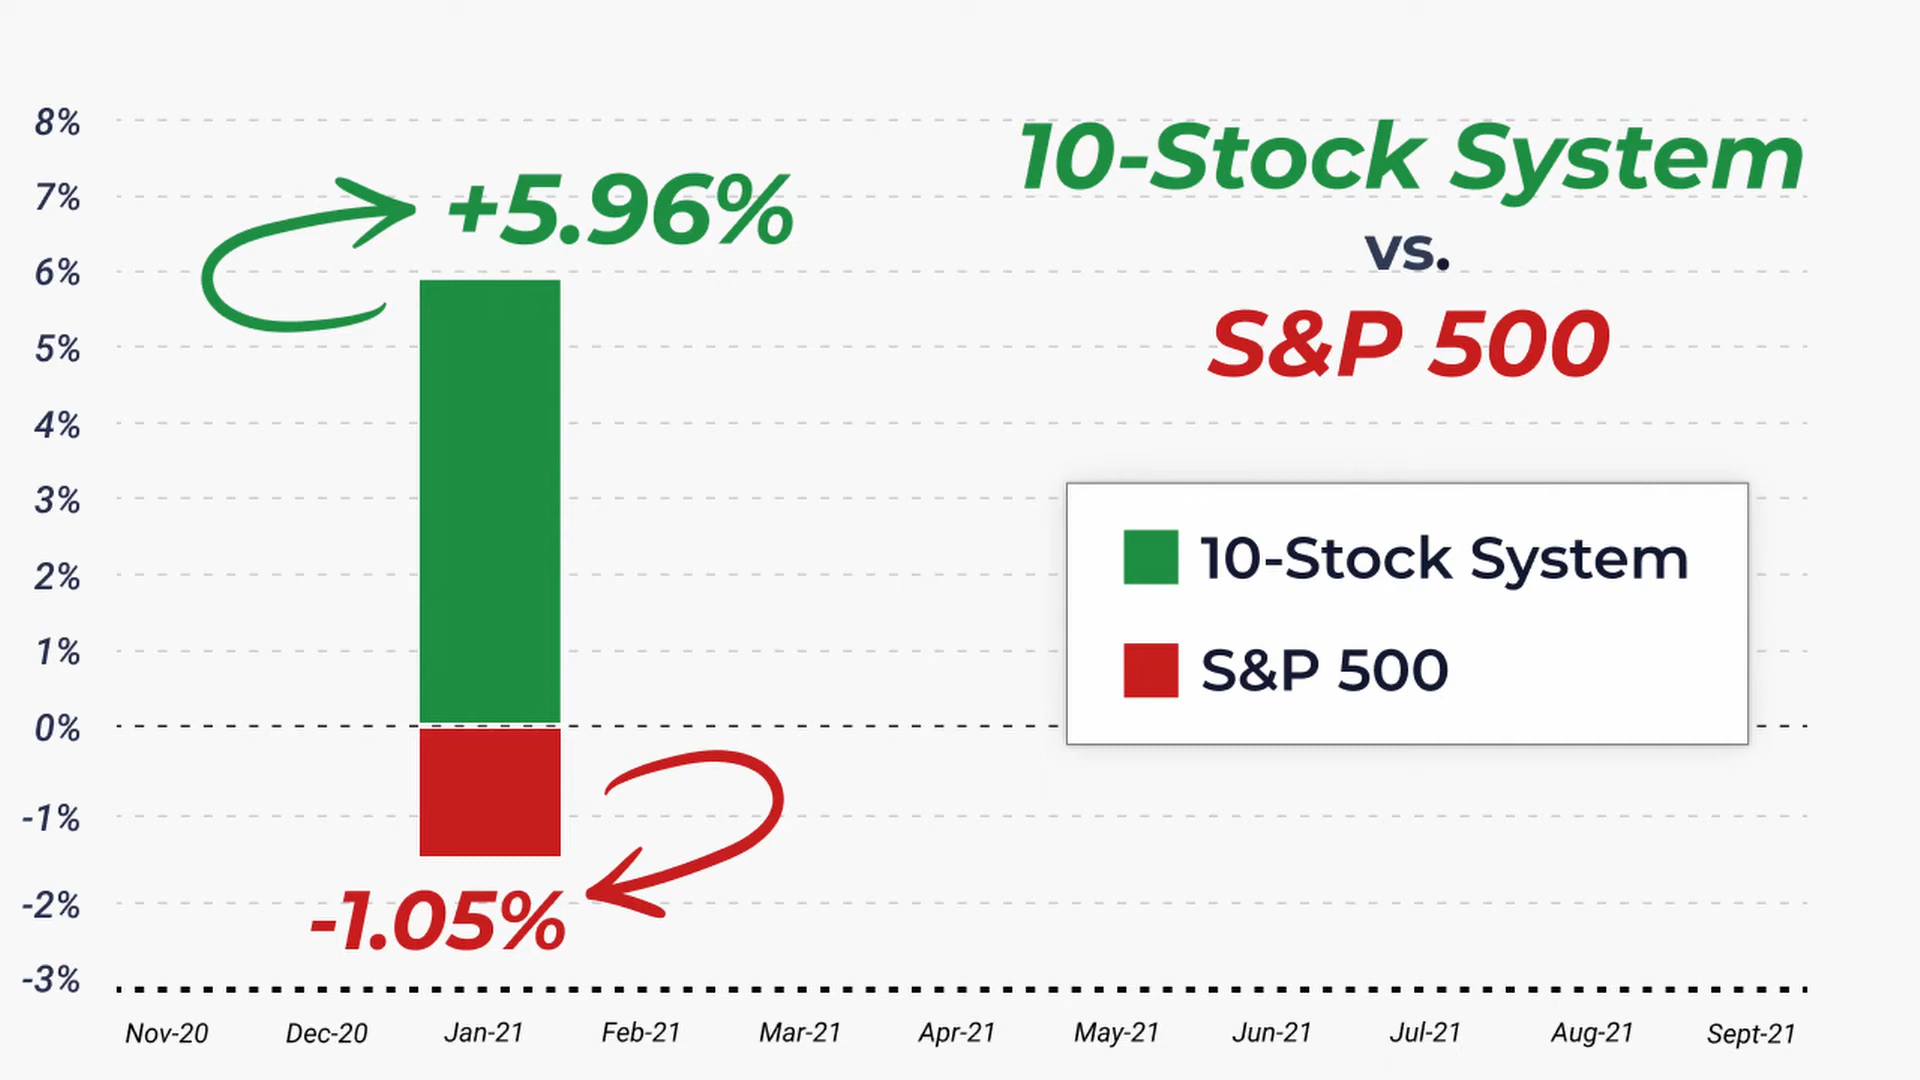 10-Stock System
vs.
S&P 500
8%
7%
6%
5%
4%
3%
2%
1%
0%
-1%
-2%
-3%
+5.96%
-1.05%
10-Stock System
S&P 500
Nov-20 Dec-20 Jan-21 Feb-21 Mar-21 Apr-21 May-21 Jun-21 Jul-21 Aug-21 Sept-21